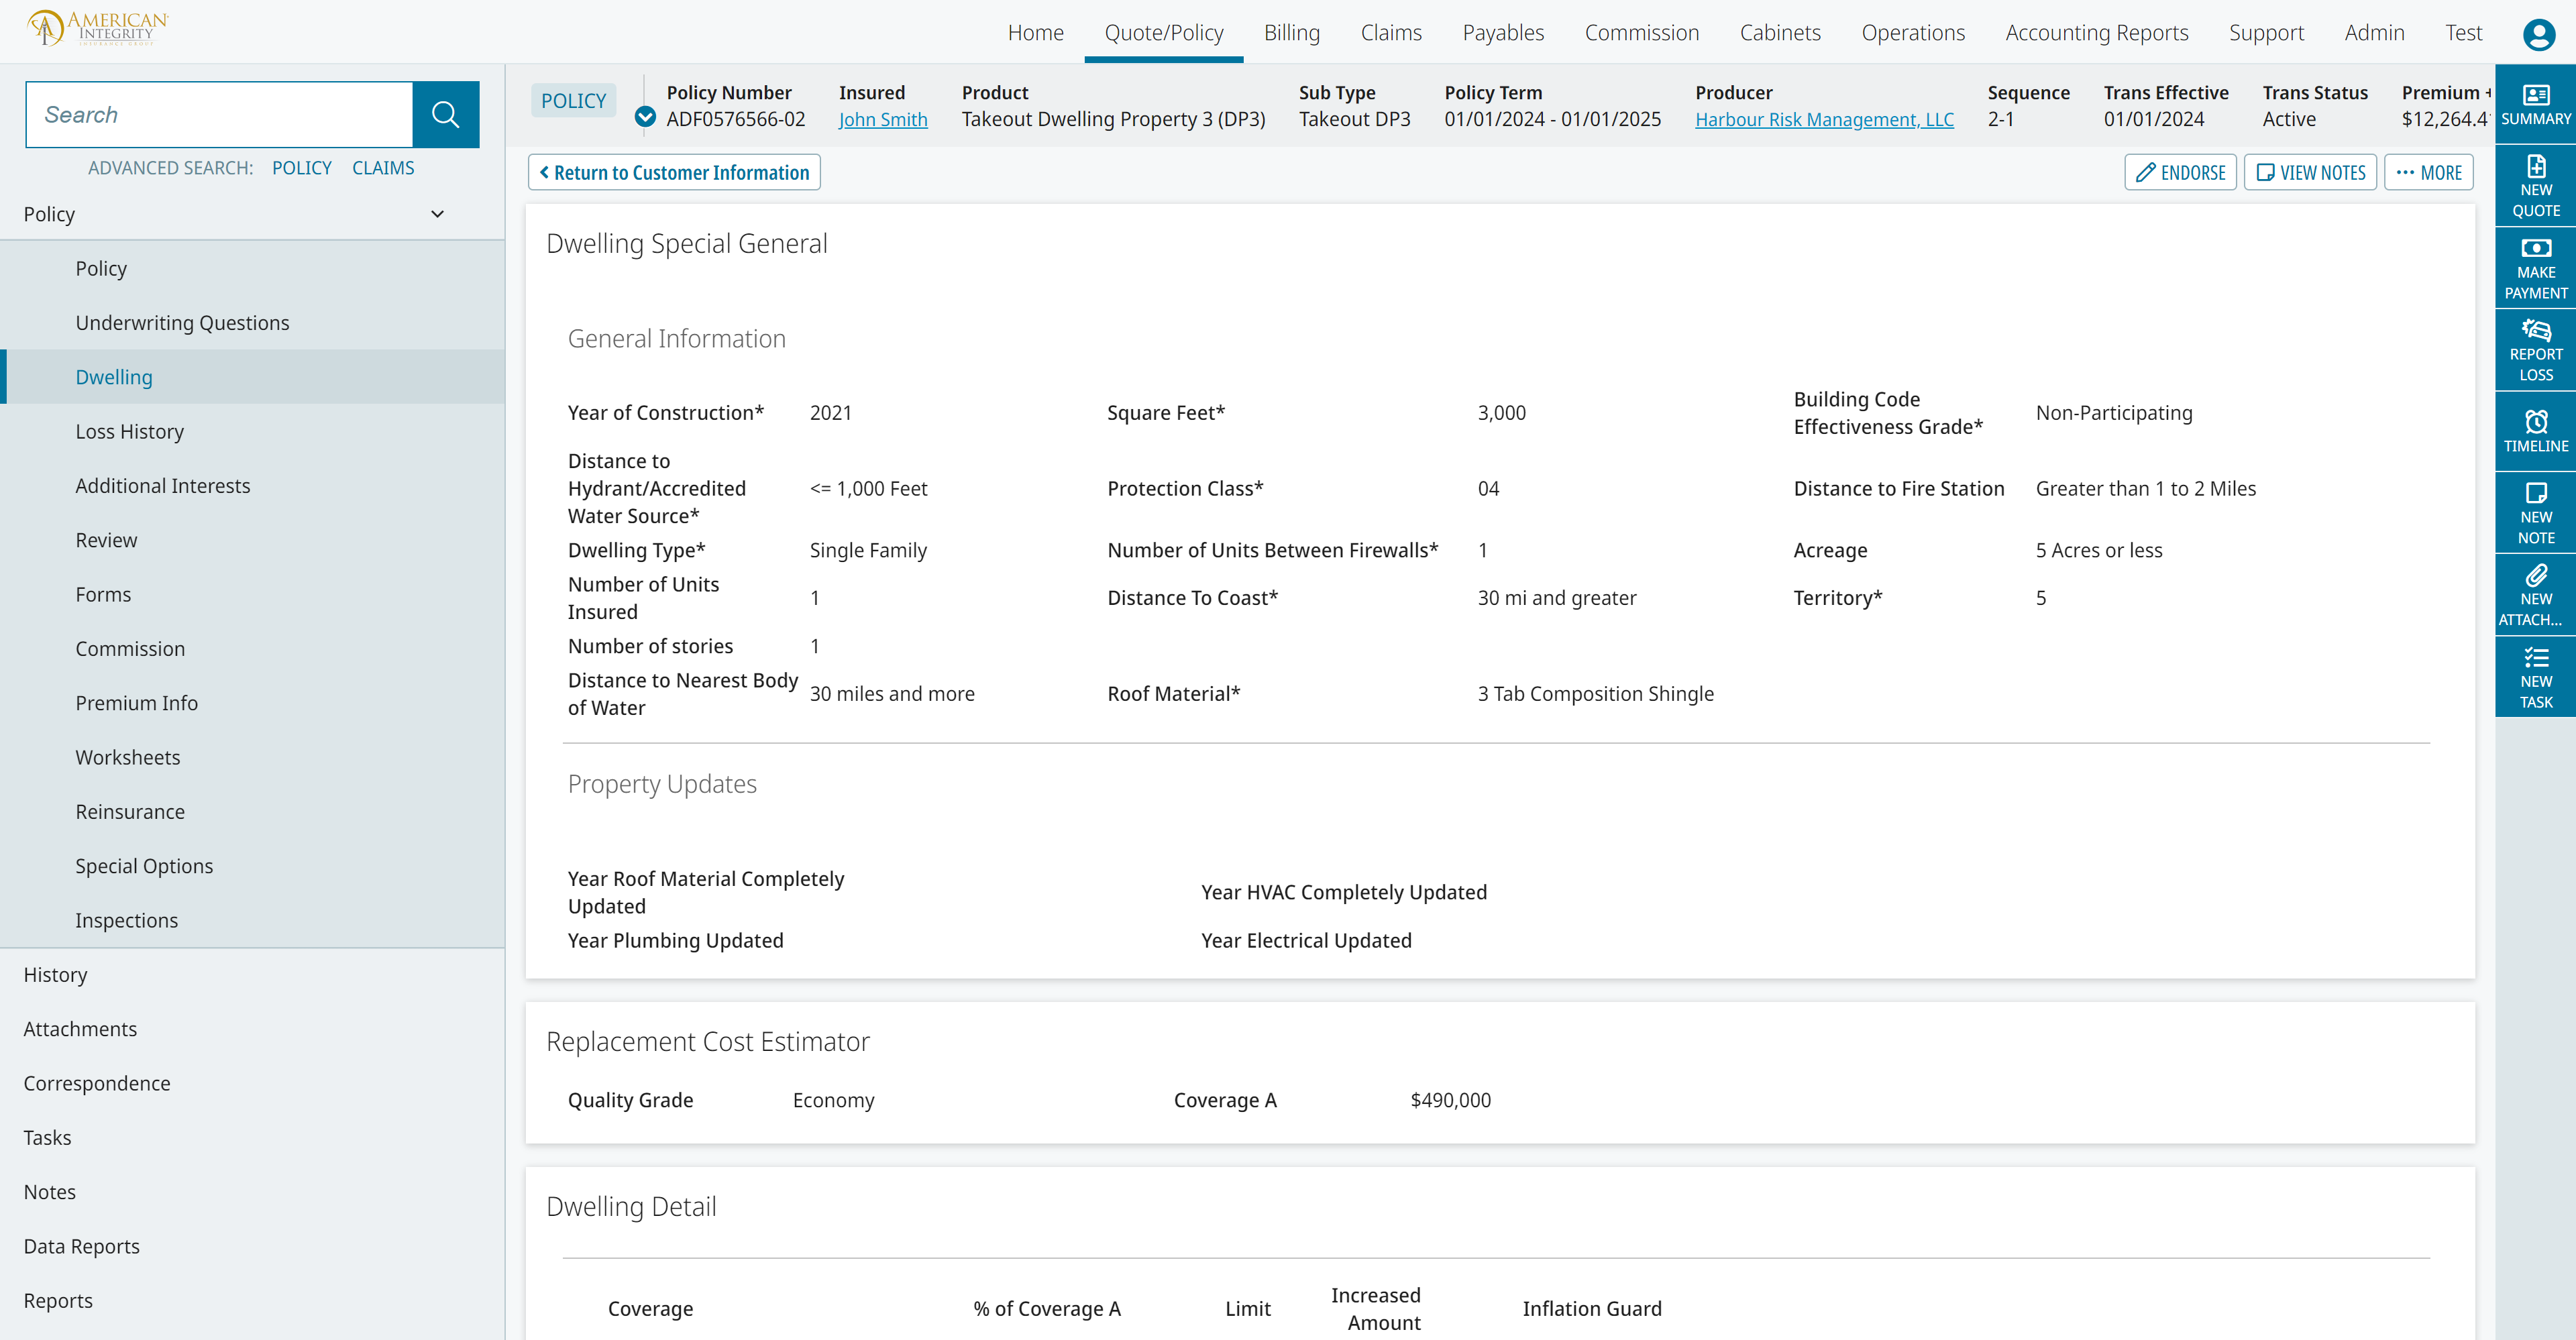 AMERICAN
INTEGRITY
INSURANCE GROUP
Home Quote/Policy Billing Claims Payables Commission Cabinets Operations Accounting Reports Support Admin Test
Search
ADVANCED SEARCH: POLICY CLAIMS
Policy
Policy
Underwriting Questions
Dwelling
Loss History
Additional Interests
Review
Forms
Commission
Premium Info
Worksheets
Reinsurance
Special Options
Inspections
History
Attachments
Correspondence
Tasks
Notes
Data Reports
Reports
POLICY
Policy Number Insured Product Sub Type Policy Term Producer Sequence Trans Effective Trans Status Premium +
ADF0576566-02 John Smith Takeout Dwelling Property 3 (DP3) Takeout DP3 01/01/2024 - 01/01/2025 Harbour Risk Management, LLC 2-1 01/01/2024 Active $12,264.4
Return to Customer Information
ENDORSE VIEW NOTES ··· MORE
Dwelling Special General
General Information
Year of Construction* 2021 Square Feet* 3,000 Building Code
Effectiveness Grade* Non-Participating
Distance to
Hydrant/Accredited
Water Source* <= 1,000 Feet Protection Class* 04 Distance to Fire Station Greater than 1 to 2 Miles
Dwelling Type* Single Family Number of Units Between Firewalls* 1 Acreage 5 Acres or less
Number of Units
Insured 1 Distance To Coast* 30 mi and greater Territory* 5
Number of stories 1
Distance to Nearest Body
of Water 30 miles and more Roof Material* 3 Tab Composition Shingle
Property Updates
Year Roof Material Completely
Updated Year HVAC Completely Updated
Year Plumbing Updated Year Electrical Updated
Replacement Cost Estimator
Quality Grade Economy Coverage A $490,000
Dwelling Detail
Coverage % of Coverage A Limit Increased
Amount Inflation Guard
SUMMARY
NEW
QUOTE
MAKE
PAYMENT
REPORT
LOSS
TIMELINE
NEW
NOTE
NEW
ATTACH...
NEW
TASK